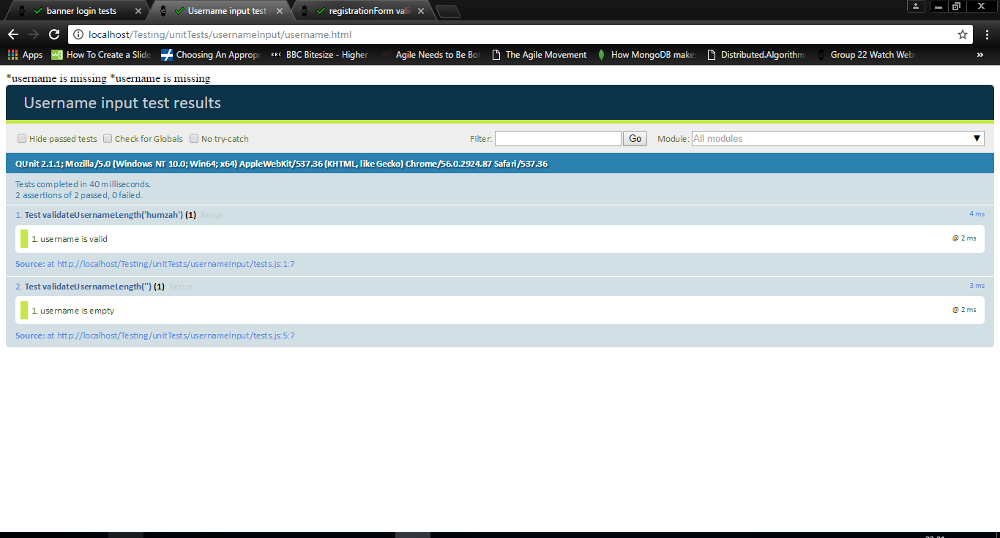 banner login tests
Username input test
registrationForm valid
localhost/Testing/unitTests/usernameInput/username.html
Apps How To Create a Slide Choosing An Appropr BBC BBC Bitesize - Higher Agile Needs to Be Bot The Agile Movement How MongoDB make Distributed.Algorithm Group 22 Watch Webs »
*username is missing *username is missing
Username input test results
Hide passed tests Check for Globals No try-catch Filter: Go Module: All modules ▼
QUnit 2.1.1; Mozilla/5.0 (Windows NT 10.0; Win64; x64) AppleWebKit/537.36 (KHTML, like Gecko) Chrome/56.0.2924.87 Safari/537.36
Tests completed in 40 milliseconds.
2 assertions of 2 passed, 0 failed.
1. Test validateUsernameLength('humzah') (1) Rerun 4 ms
1. username is valid @ 2 ms
Source: at http://localhost/Testing/unitTests/usernameInput/tests.js:1:7
2. Test validateUsernameLength('') (1) Rerun 3 ms
1. username is empty @ 2 ms
Source: at http://localhost/Testing/unitTests/usernameInput/tests.js:5:7